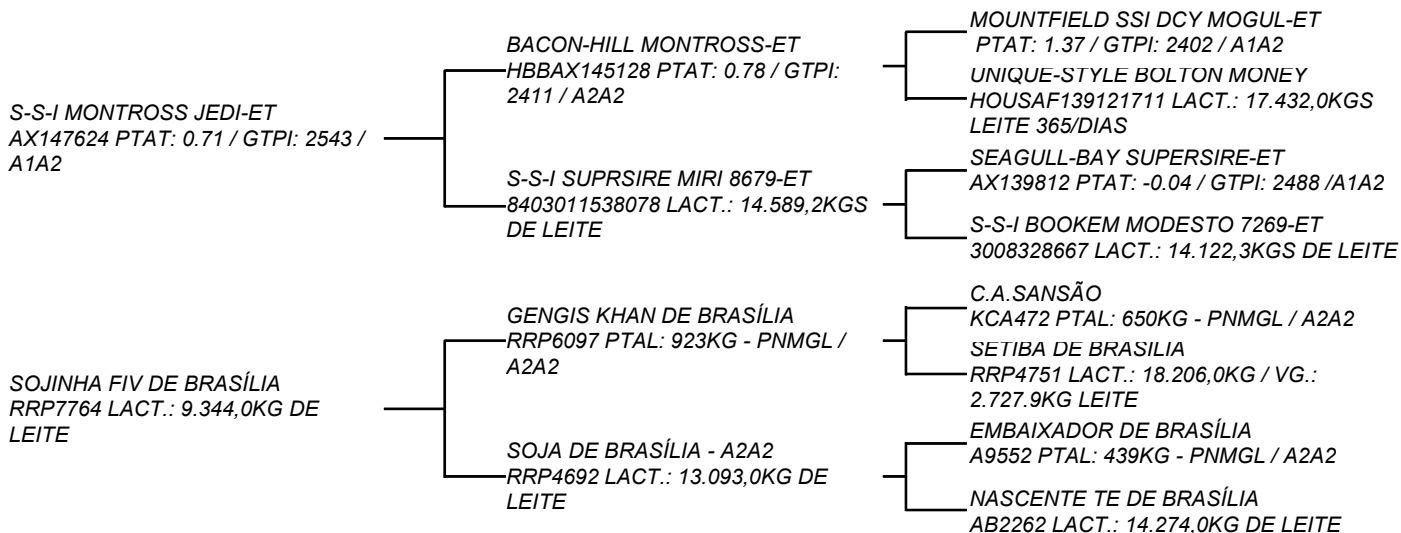 S-S-I MONTROSS JEDI-ET
AX147624 PTAT: 0.71 / GTPI: 2543 /
A1A2
BACON-HILL MONTROSS-ET
HBBAX145128 PTAT: 0.78 / GTPI:
2411 / A2A2
MOUNTFIELD SSI DCY MOGUL-ET
PTAT: 1.37 / GTPI: 2402 / A1A2
UNIQUE-STYLE BOLTON MONEY
HOUSAF139121711 LACT.: 17.432,0KGS
LEITE 365/DIAS
S-S-I SUPRSIRE MIRI 8679-ET
8403011538078 LACT.: 14.589,2KGS
DE LEITE
SEAGULL-BAY SUPERSIRE-ET
AX139812 PTAT: -0.04 / GTPI: 2488 /A1A2
S-S-I BOOKEM MODESTO 7269-ET
3008328667 LACT.: 14.122,3KGS DE LEITE
SOJINHA FIV DE BRASÍLIA
RRP7764 LACT.: 9.344,0KG DE
LEITE
GENGIS KHAN DE BRASÍLIA
RRP6097 PTAL: 923KG - PNMGL /
A2A2
C.A.SANSÃO
KCA472 PTAL: 650KG - PNMGL / A2A2
SETIBA DE BRASILIA
RRP4751 LACT.: 18.206,0KG / VG.:
2.727.9KG LEITE
SOJA DE BRASÍLIA - A2A2
RRP4692 LACT.: 13.093,0KG DE
LEITE
EMBAIXADOR DE BRASÍLIA
A9552 PTAL: 439KG - PNMGL / A2A2
NASCENTE TE DE BRASÍLIA
AB2262 LACT.: 14.274,0KG DE LEITE